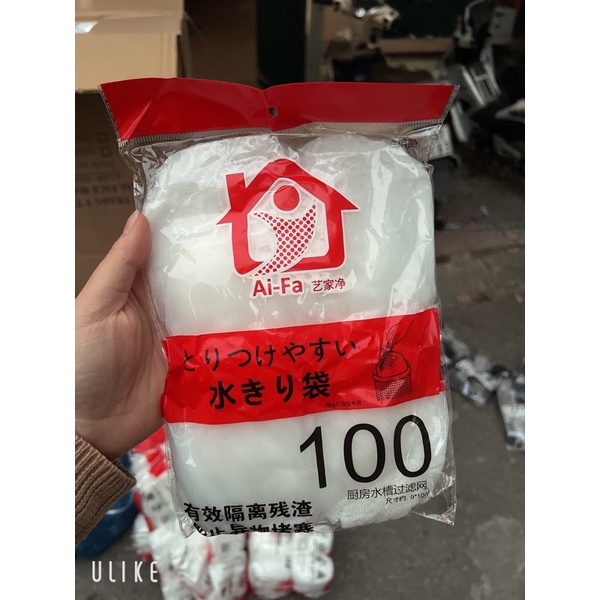 Ai-Fa 艺家净
とりつけやすい
水きり袋
100
厨房水槽过滤网
有效隔离残渣
ULIKE